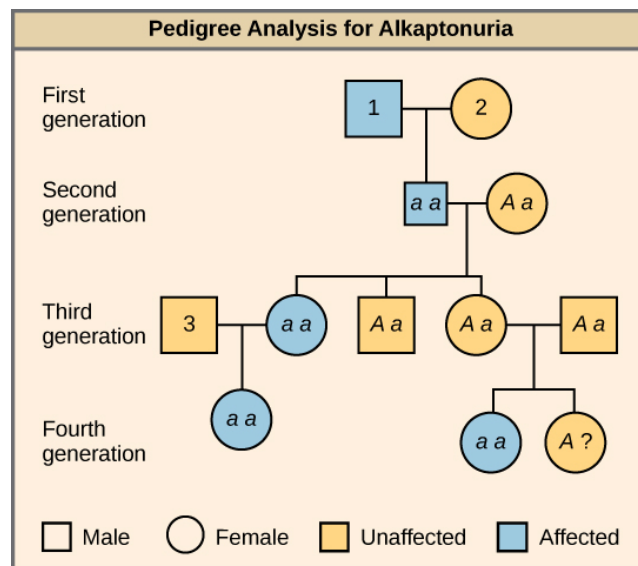 Pedigree Analysis for Alkaptonuria
First
generation
1
2
Second
generation
a a
A a
Third
generation
3
a a
A a
A a
A a
Fourth
generation
a a
a a
A ?
Male
Female
Unaffected
Affected